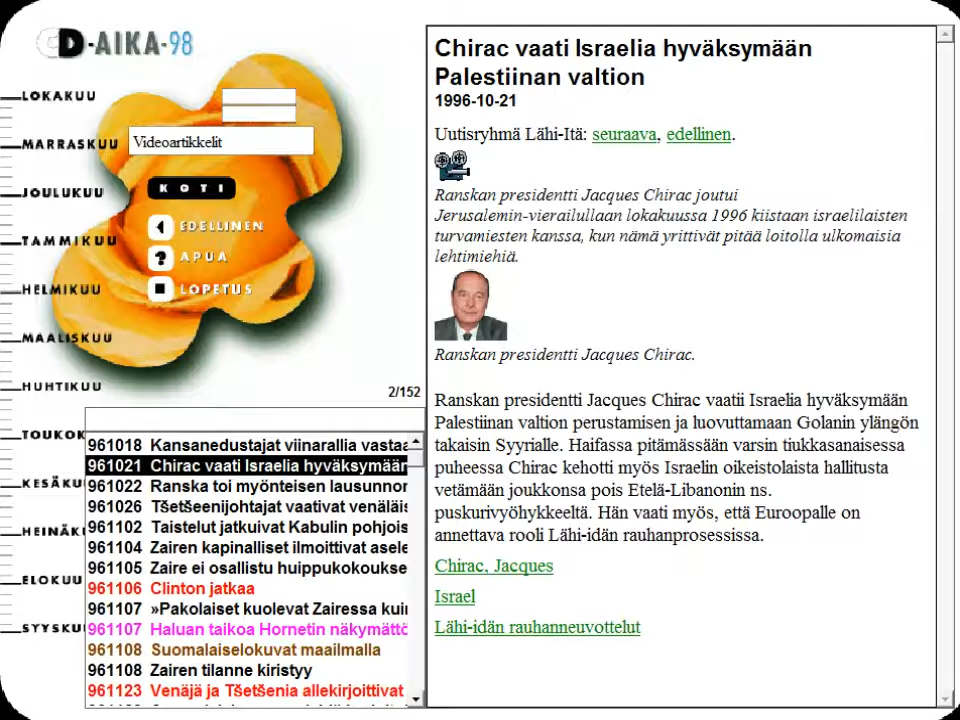 CD-AIKA-98
LOKAKUU
MARRASKUU
JOULUKUU
TAMMIKUU
HELMIKUU
MAALISKUU
HUHTIKUU
TOUKOK
KESÄKU
HEINÄK
ELOKUU
SYYSKU
Videoartikkelit
KOTI
EDELLINEN
?
APUA
LOPETUS
2/152
961018 Kansanedustajat viinarallia vastaa
961021 Chirac vaati Israelia hyväksymään
961022 Ranska toi myönteisen lausunnon
961026 Tšetšeenijohtajat vaativat venäläis
961102 Taistelut jatkuivat Kabulin pohjois
961104 Zairen kapinalliset ilmoittivat asele
961105 Zaire ei osallistu huippukokoukse
961106 Clinton jatkaa
961107 »Pakolaiset kuolevat Zairessa kuin
961107 Haluan taikoa Hornetin näkymättö
961108 Suomalaiselokuvat maailmalla
961108 Zairen tilanne kiristyy
961123 Venäjä ja Tšetšenia allekirjoittivat
Chirac vaati Israelia hyväksymään
Palestiinan valtion
1996-10-21
Uutisryhmä Lähi-Itä: seuraava, edellinen.
Ranskan presidentti Jacques Chirac joutui
Jerusalemin-vierailullaan lokakuussa 1996 kiistaan israelilaisten
turvamiesten kanssa, kun nämä yrittivät pitää loitolla ulkomaisia
lehtimiehiä.
Ranskan presidentti Jacques Chirac.
Ranskan presidentti Jacques Chirac vaatii Israelia hyväksymään
Palestiinan valtion perustamisen ja luovuttamaan Golanin ylängön
takaisin Syyrialle. Haifassa pitämässään varsin tiukkasanaisessa
puheessa Chirac kehotti myös Israelin oikeistolaista hallitusta
vetämään joukkonsa pois Etelä-Libanonin ns.
puskurivyöhykkeeltä. Hän vaati myös, että Euroopalle on
annettava rooli Lähi-idän rauhanprosessissa.
Chirac, Jacques
Israel
Lähi-idän rauhanneuvottelut